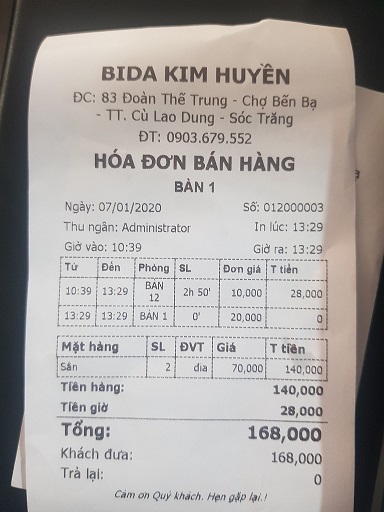 BIDA KIM HUYỀN
ĐC: 83 Đoàn Thế Trung - Chợ Bến Bạ
- TT. Cù Lao Dung - Sóc Trăng
ĐT: 0903.679.552
HÓA ĐƠN BÁN HÀNG
BÀN 1
Ngày: 07/01/2020 Số: 012000003
Thu ngân: Administrator In lúc: 13:29
Giờ vào: 10:39 Giờ ra: 13:29
Từ Đến Phòng SL Đơn giá T tiền
10:39 13:29 BÀN 12 2h 50' 10,000 28,000
13:29 13:29 BÀN 1 0' 20,000 0
Mặt hàng SL ĐVT Giá T tiền
Sán 2 dia 70,000 140,000
Tiền hàng: 140,000
Tiền giờ 28,000
Tổng: 168,000
Khách đưa: 168,000
Trả lại: 0
Cảm ơn Quý khách. Hẹn gặp lại.!